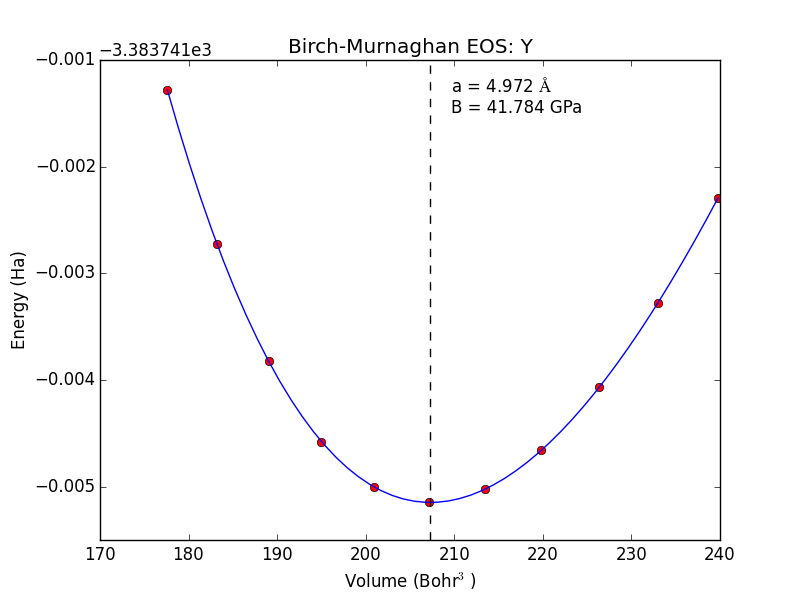 −3.383741e3
Birch-Murnaghan EOS: Y
−0.001
a = 4.972 Å
B = 41.784 GPa
−0.002
−0.003
−0.004
−0.005
Energy (Ha)
170 180 190 200 210 220 230 240
Volume (Bohr³ )